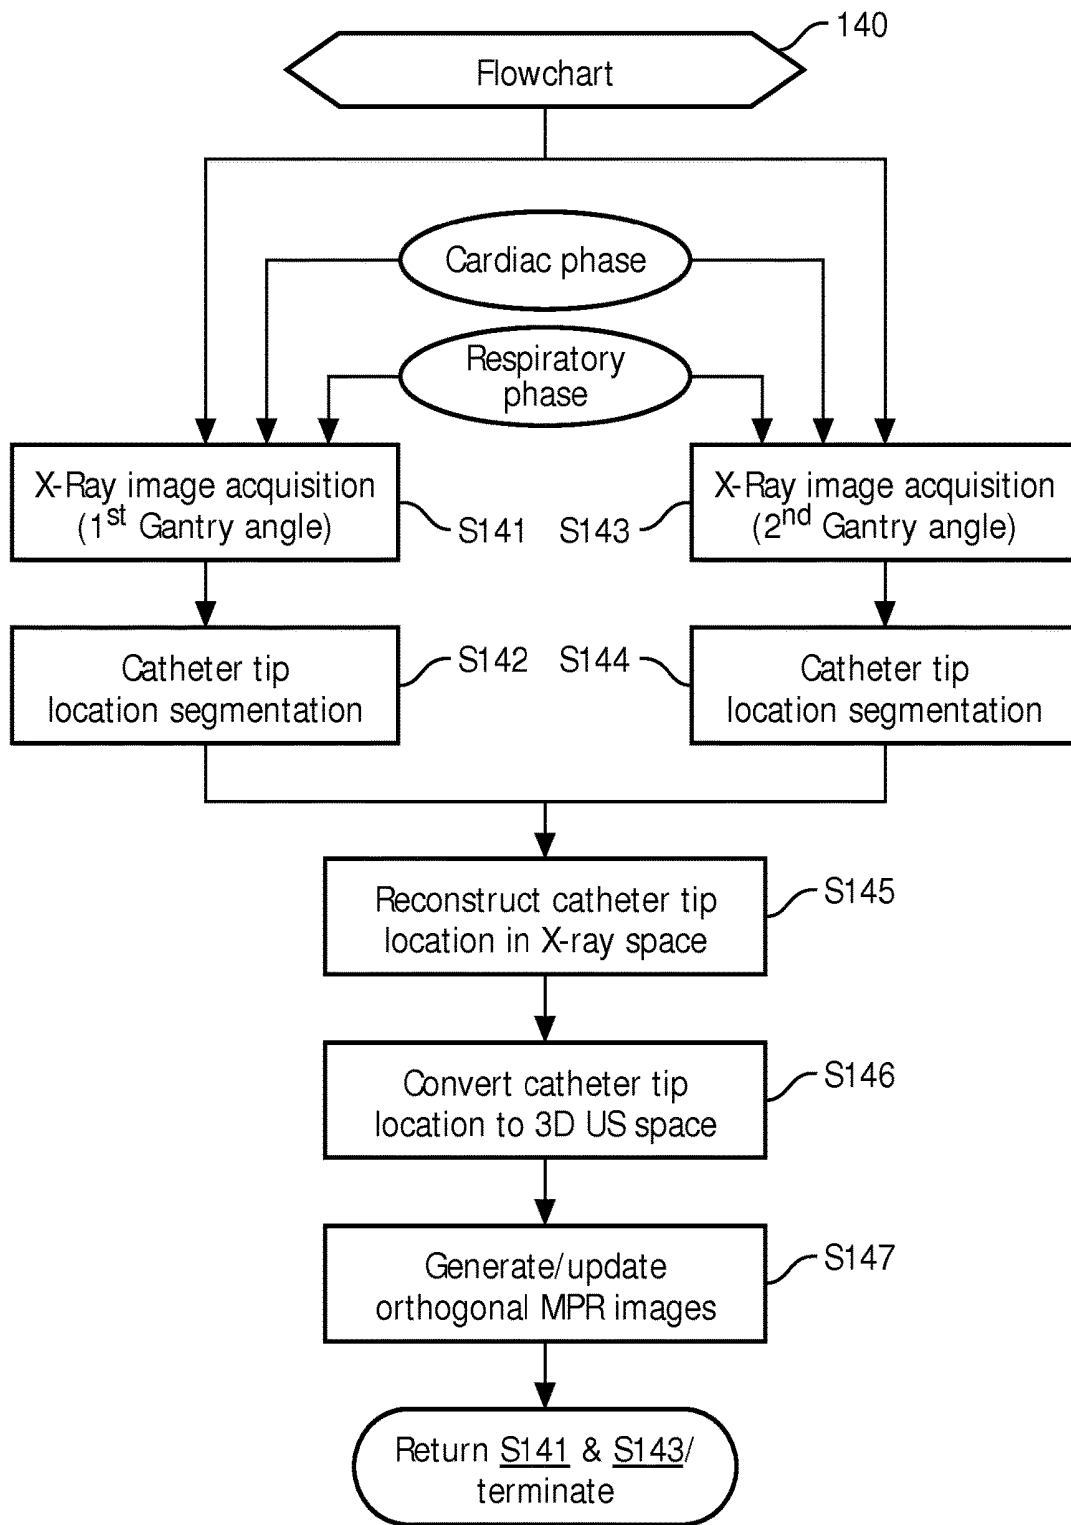 140
Flowchart
Cardiac phase
Respiratory
phase
X-Ray image acquisition
(1st Gantry angle)
S141
S143
X-Ray image acquisition
(2nd Gantry angle)
Catheter tip
location segmentation
S142
S144
Catheter tip
location segmentation
Reconstruct catheter tip
location in X-ray space
S145
Convert catheter tip
location to 3D US space
S146
Generate/update
orthogonal MPR images
S147
Return S141 & S143/
terminate